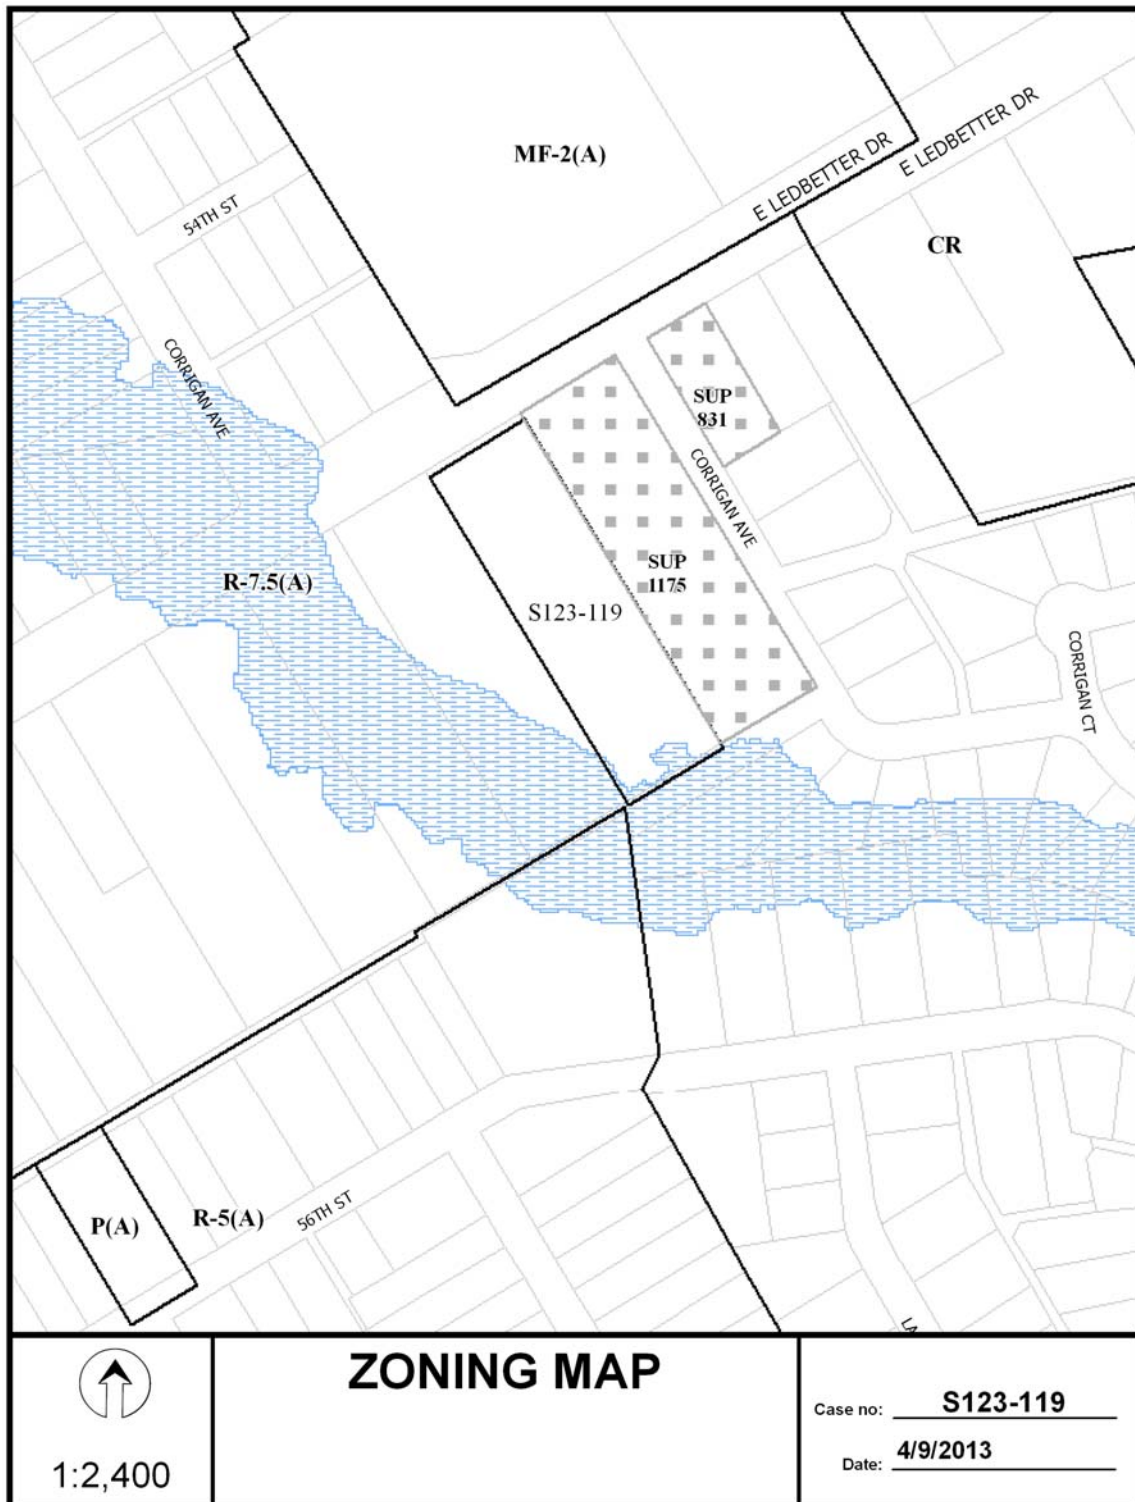 MF-2(A)
E LEDBETTER DR
E LEDBETTER DR
54TH ST
CR
CORRIGAN AVE
SUP
831
CORRIGAN AVE
R-7.5(A)
SUP
1175
S123-119
CORRIGAN CT
P(A)
R-5(A)
56TH ST
LA
ZONING MAP
1:2,400
Case no: S123-119
Date: 4/9/2013